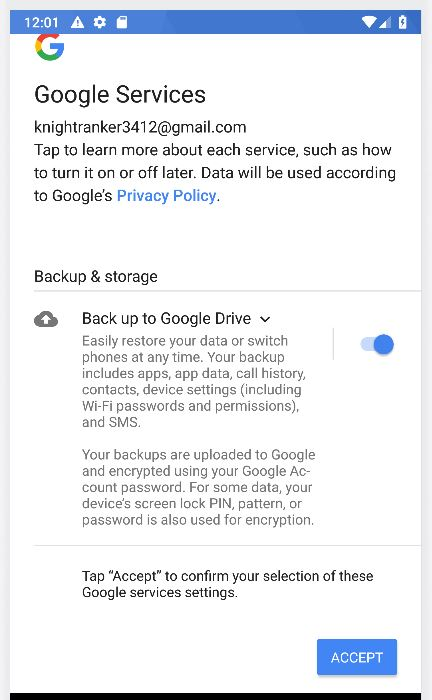 12:01
Google Services
knightranker3412@gmail.com
Tap to learn more about each service, such as how
to turn it on or off later. Data will be used according
to Google’s Privacy Policy.
Backup & storage
Back up to Google Drive
Easily restore your data or switch
phones at any time. Your backup
includes apps, app data, call history,
contacts, device settings (including
Wi-Fi passwords and permissions),
and SMS.
Your backups are uploaded to Google
and encrypted using your Google Ac-
count password. For some data, your
device’s screen lock PIN, pattern, or
password is also used for encryption.
Tap “Accept” to confirm your selection of these
Google services settings.
ACCEPT